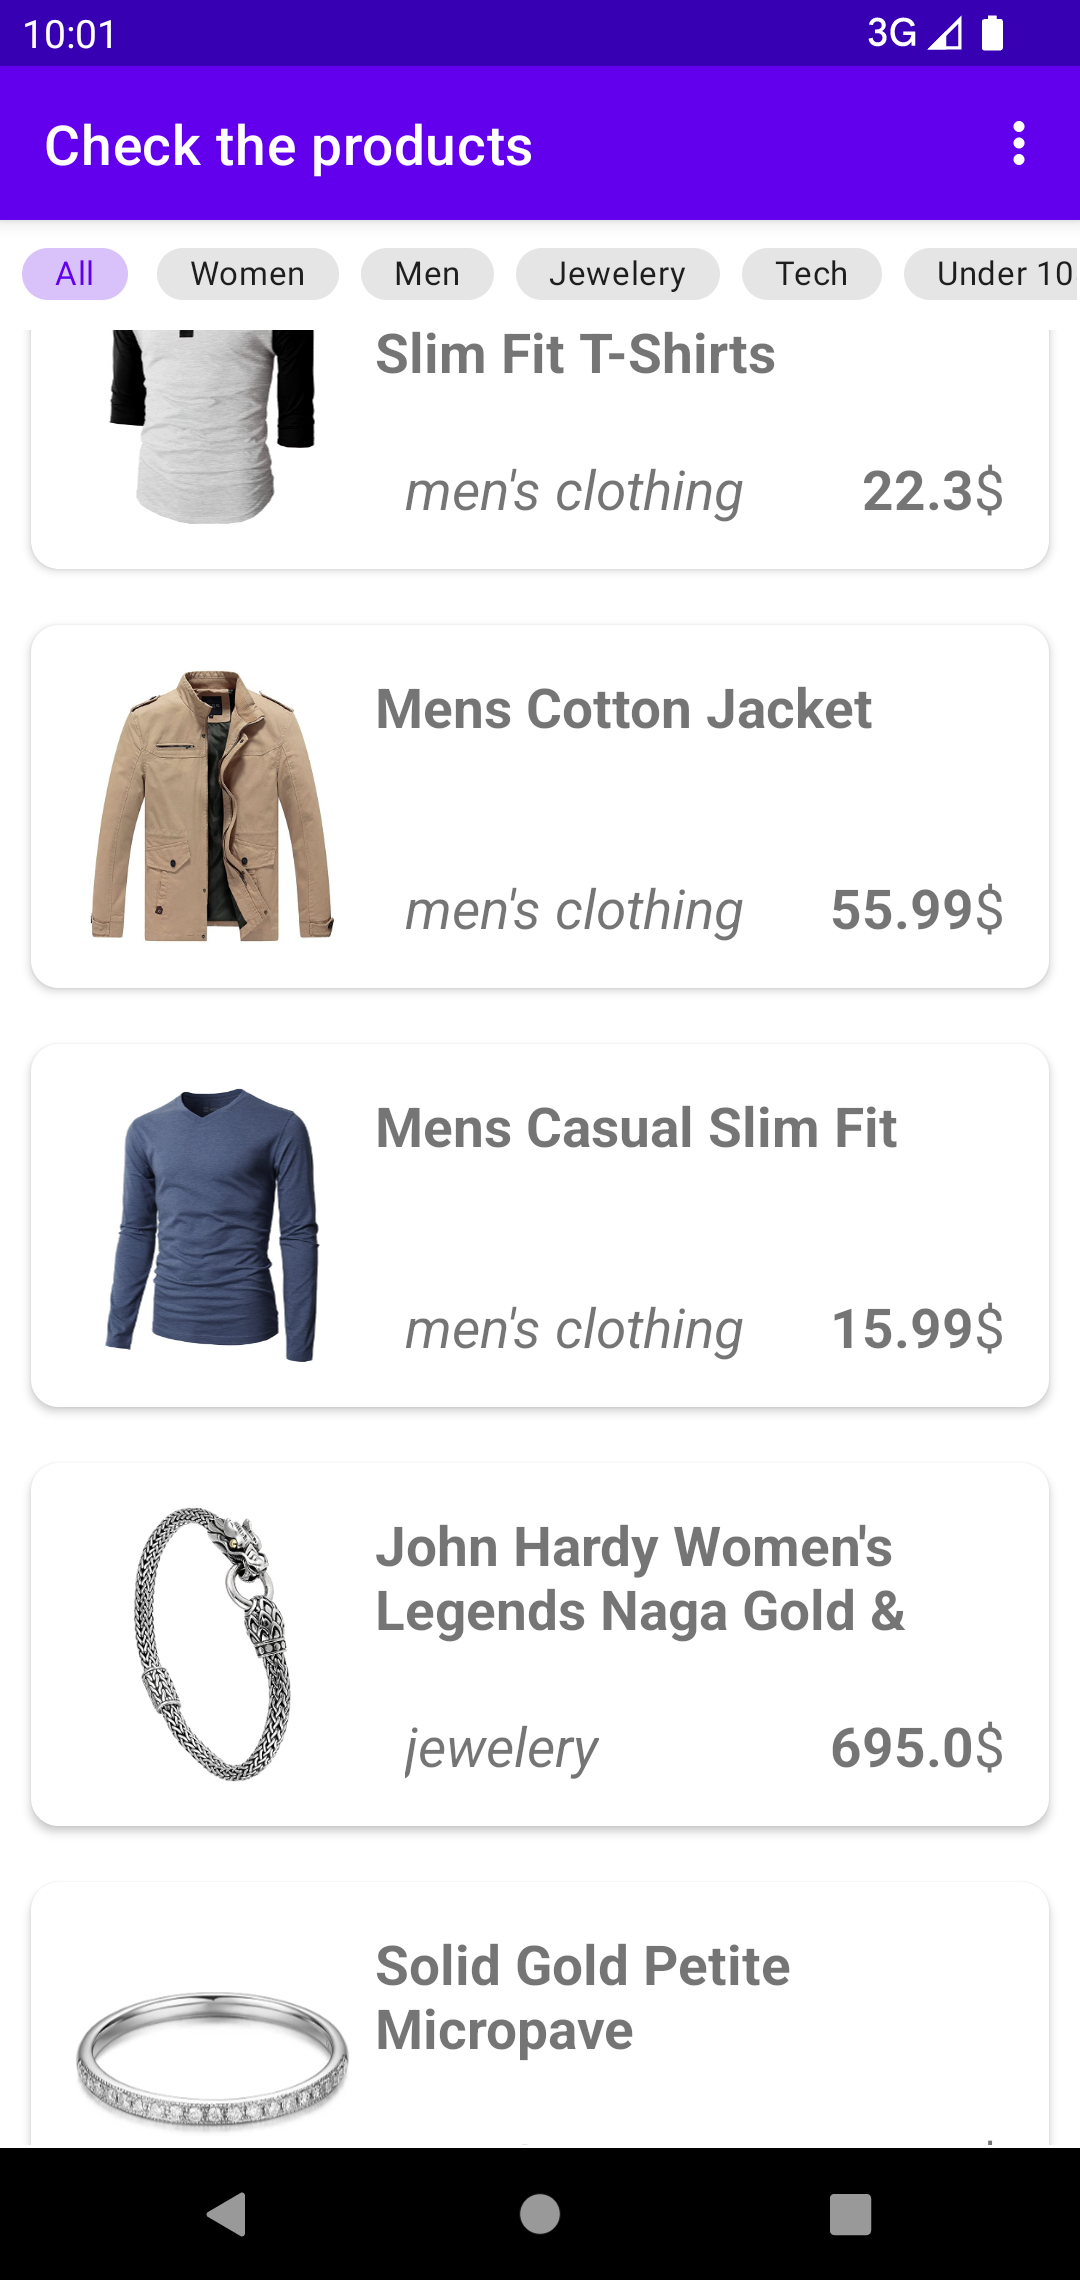 10:01
3G
Check the products
All
Women
Men
Jewelery
Tech
Under 10
Slim Fit T-Shirts
men's clothing
22.3$
Mens Cotton Jacket
men's clothing
55.99$
Mens Casual Slim Fit
men's clothing
15.99$
John Hardy Women's
Legends Naga Gold &
jewelery
695.0$
Solid Gold Petite
Micropave